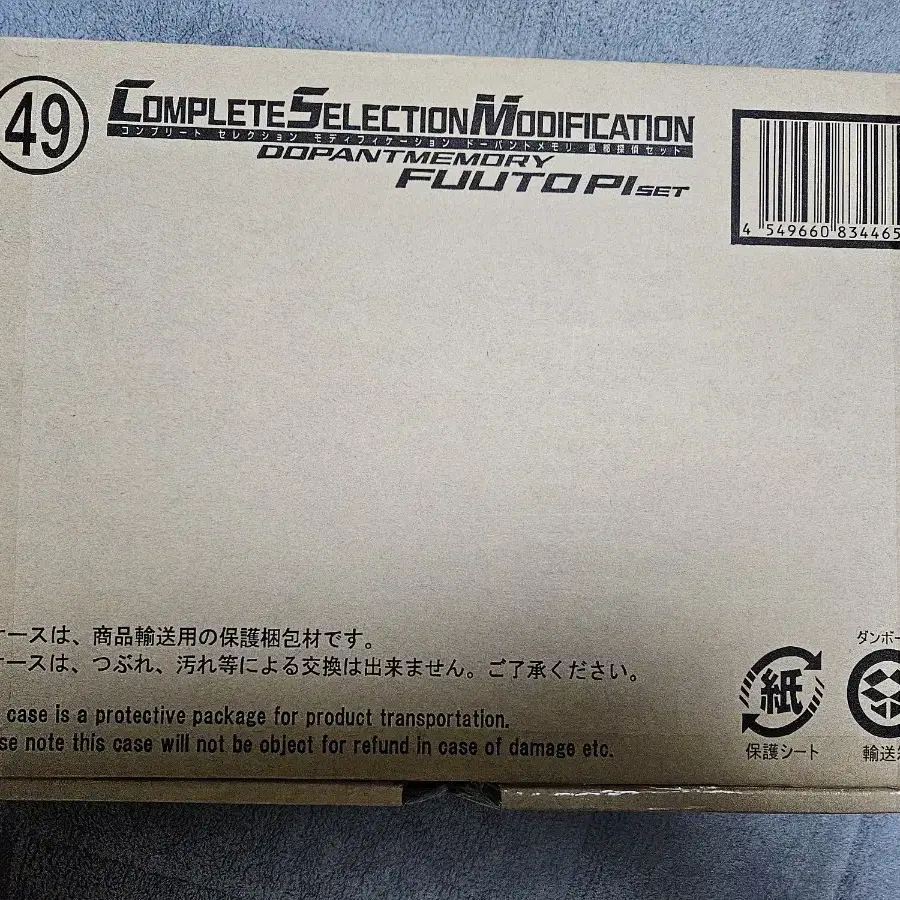 49
COMPLETE SELECTION MODIFICATION
コンプリート セレクション モディフィケーション ドーパントメモリ 風都探偵セット
DOPANTMEMORY
FUUTO PI SET
4 549660 834465
ースは、商品輸送用の保護梱包材です。
ースは、つぶれ、汚れ等による交換は出来ません。ご了承ください。
case is a protective package for product transportation.
se note this case will not be object for refund in case of damage etc.
紙
保護シート
ダンボー
輸送